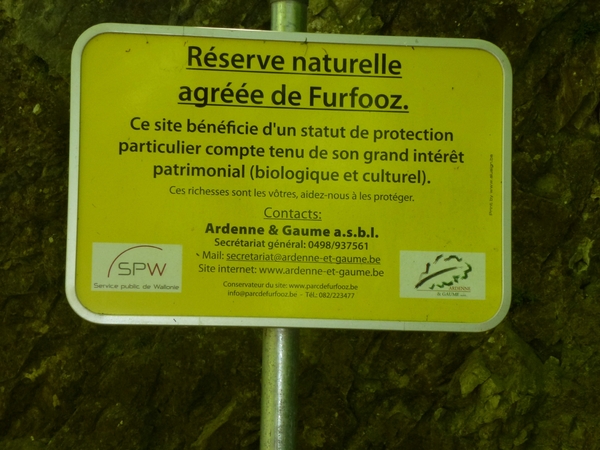 Réserve naturelle
agréée de Furfooz.
Ce site bénéficie d'un statut de protection
particulier compte tenu de son grand intérêt
patrimonial (biologique et culturel).
Ces richesses sont les vôtres, aidez-nous à les protéger.
Contacts:
Ardenne & Gaume a.s.b.l.
Secrétariat général: 0498/937561
Mail: secretariat@ardenne-et-gaume.be
Site internet: www.ardenne-et-gaume.be
Conservateur du site: www.parcdefurfooz.be
info@parcdefurfooz.be - Tél.: 082/223477
SPW
Service public de Wallonie
ARDENNE
& GAUME